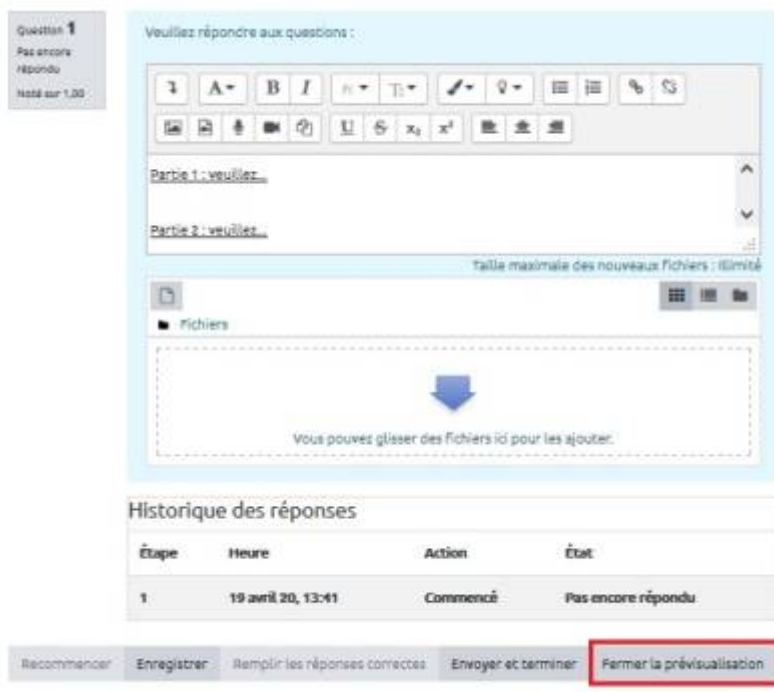 Question 1
Pas encore
répondu
Noté sur 1,00
Veuillez répondre aux questions :
Partie 1 : veuillez...
Partie 2 : veuillez...
Taille maximale des nouveaux fichiers : Illimité
Fichiers
Vous pouvez glisser des fichiers ici pour les ajouter.
Historique des réponses
Étape Heure Action État
1 19 avril 20, 13:41 Commencé Pas encore répondu
Recommencer Enregistrer Remplir les réponses correctes Envoyer et terminer Fermer la prévisualisation